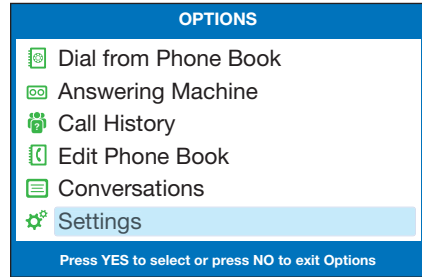 OPTIONS
Dial from Phone Book
Answering Machine
Call History
Edit Phone Book
Conversations
Settings
Press YES to select or press NO to exit Options